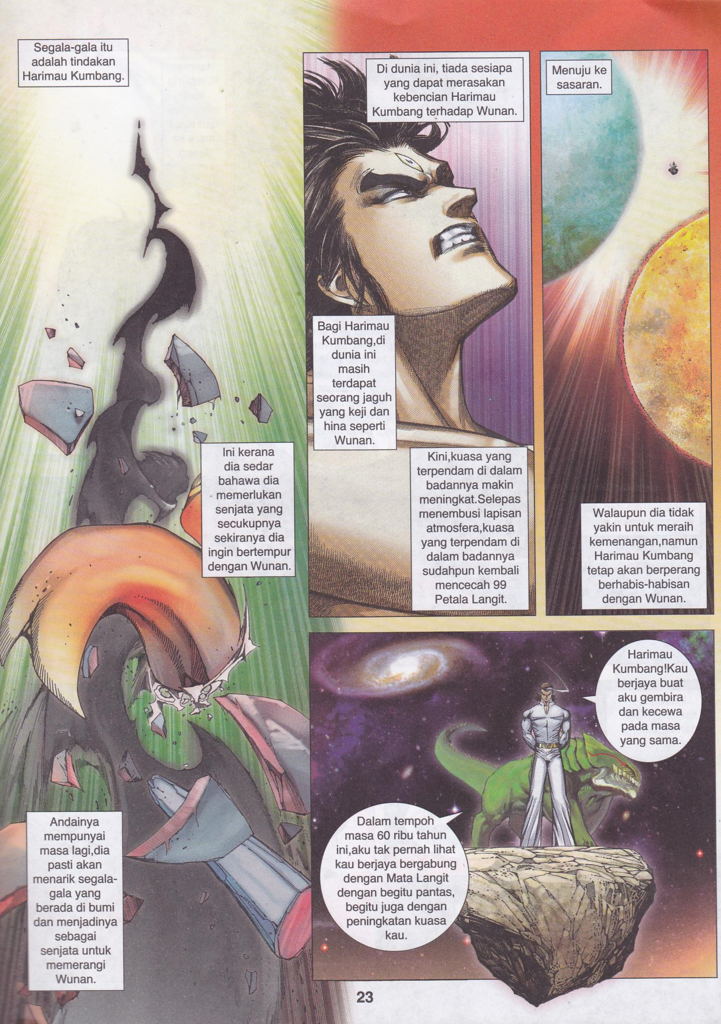 Segala-gala itu
adalah tindakan
Harimau Kumbang.
Ini kerana
dia sedar
bahawa dia
memerlukan
senjata yang
secukupnya
sekiranya dia
ingin bertempur
dengan Wunan.
Andainya
mempunyai
masa lagi,dia
pasti akan
menarik segala-
gala yang
berada di bumi
dan menjadinya
sebagai
senjata untuk
memerangi
Wunan.
Di dunia ini, tiada sesiapa
yang dapat merasakan
kebencian Harimau
Kumbang terhadap Wunan.
Bagi Harimau
Kumbang,di
dunia ini
masih
terdapat
seorang jaguh
yang keji dan
hina seperti
Wunan.
Kini,kuasa yang
terpendam di dalam
badannya makin
meningkat.Selepas
menembusi lapisan
atmosfera,kuasa
yang terpendam di
dalam badannya
sudahpun kembali
mencecah 99
Petala Langit.
Menuju ke
sasaran.
Walaupun dia tidak
yakin untuk meraih
kemenangan,namun
Harimau Kumbang
tetap akan berperang
berhabis-habisan
dengan Wunan.
Harimau
Kumbang!Kau
berjaya buat
aku gembira
dan kecewa
pada masa
yang sama.
Dalam tempoh
masa 60 ribu tahun
ini,aku tak pernah lihat
kau berjaya bergabung
dengan Mata Langit
dengan begitu pantas,
begitu juga dengan
peningkatan kuasa
kau.
23